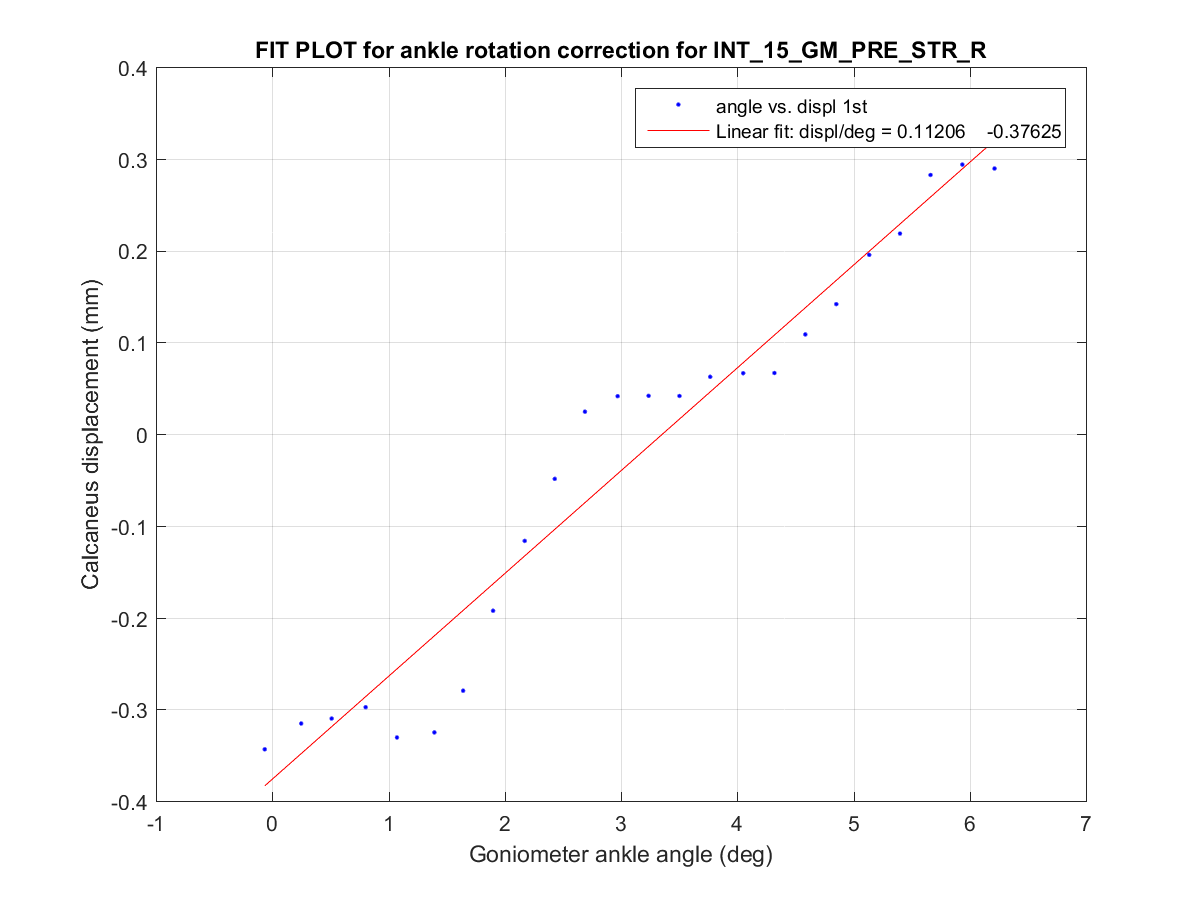 FIT PLOT for ankle rotation correction for INT_15_GM_PRE_STR_R
0.4
angle vs. displ 1st
Linear fit: displ/deg = 0.11206    -0.37625
0.3
0.2
0.1
0
-0.1
-0.2
-0.3
-0.4
Calcaneus displacement (mm)
-1 0 1 2 3 4 5 6 7
Goniometer ankle angle (deg)